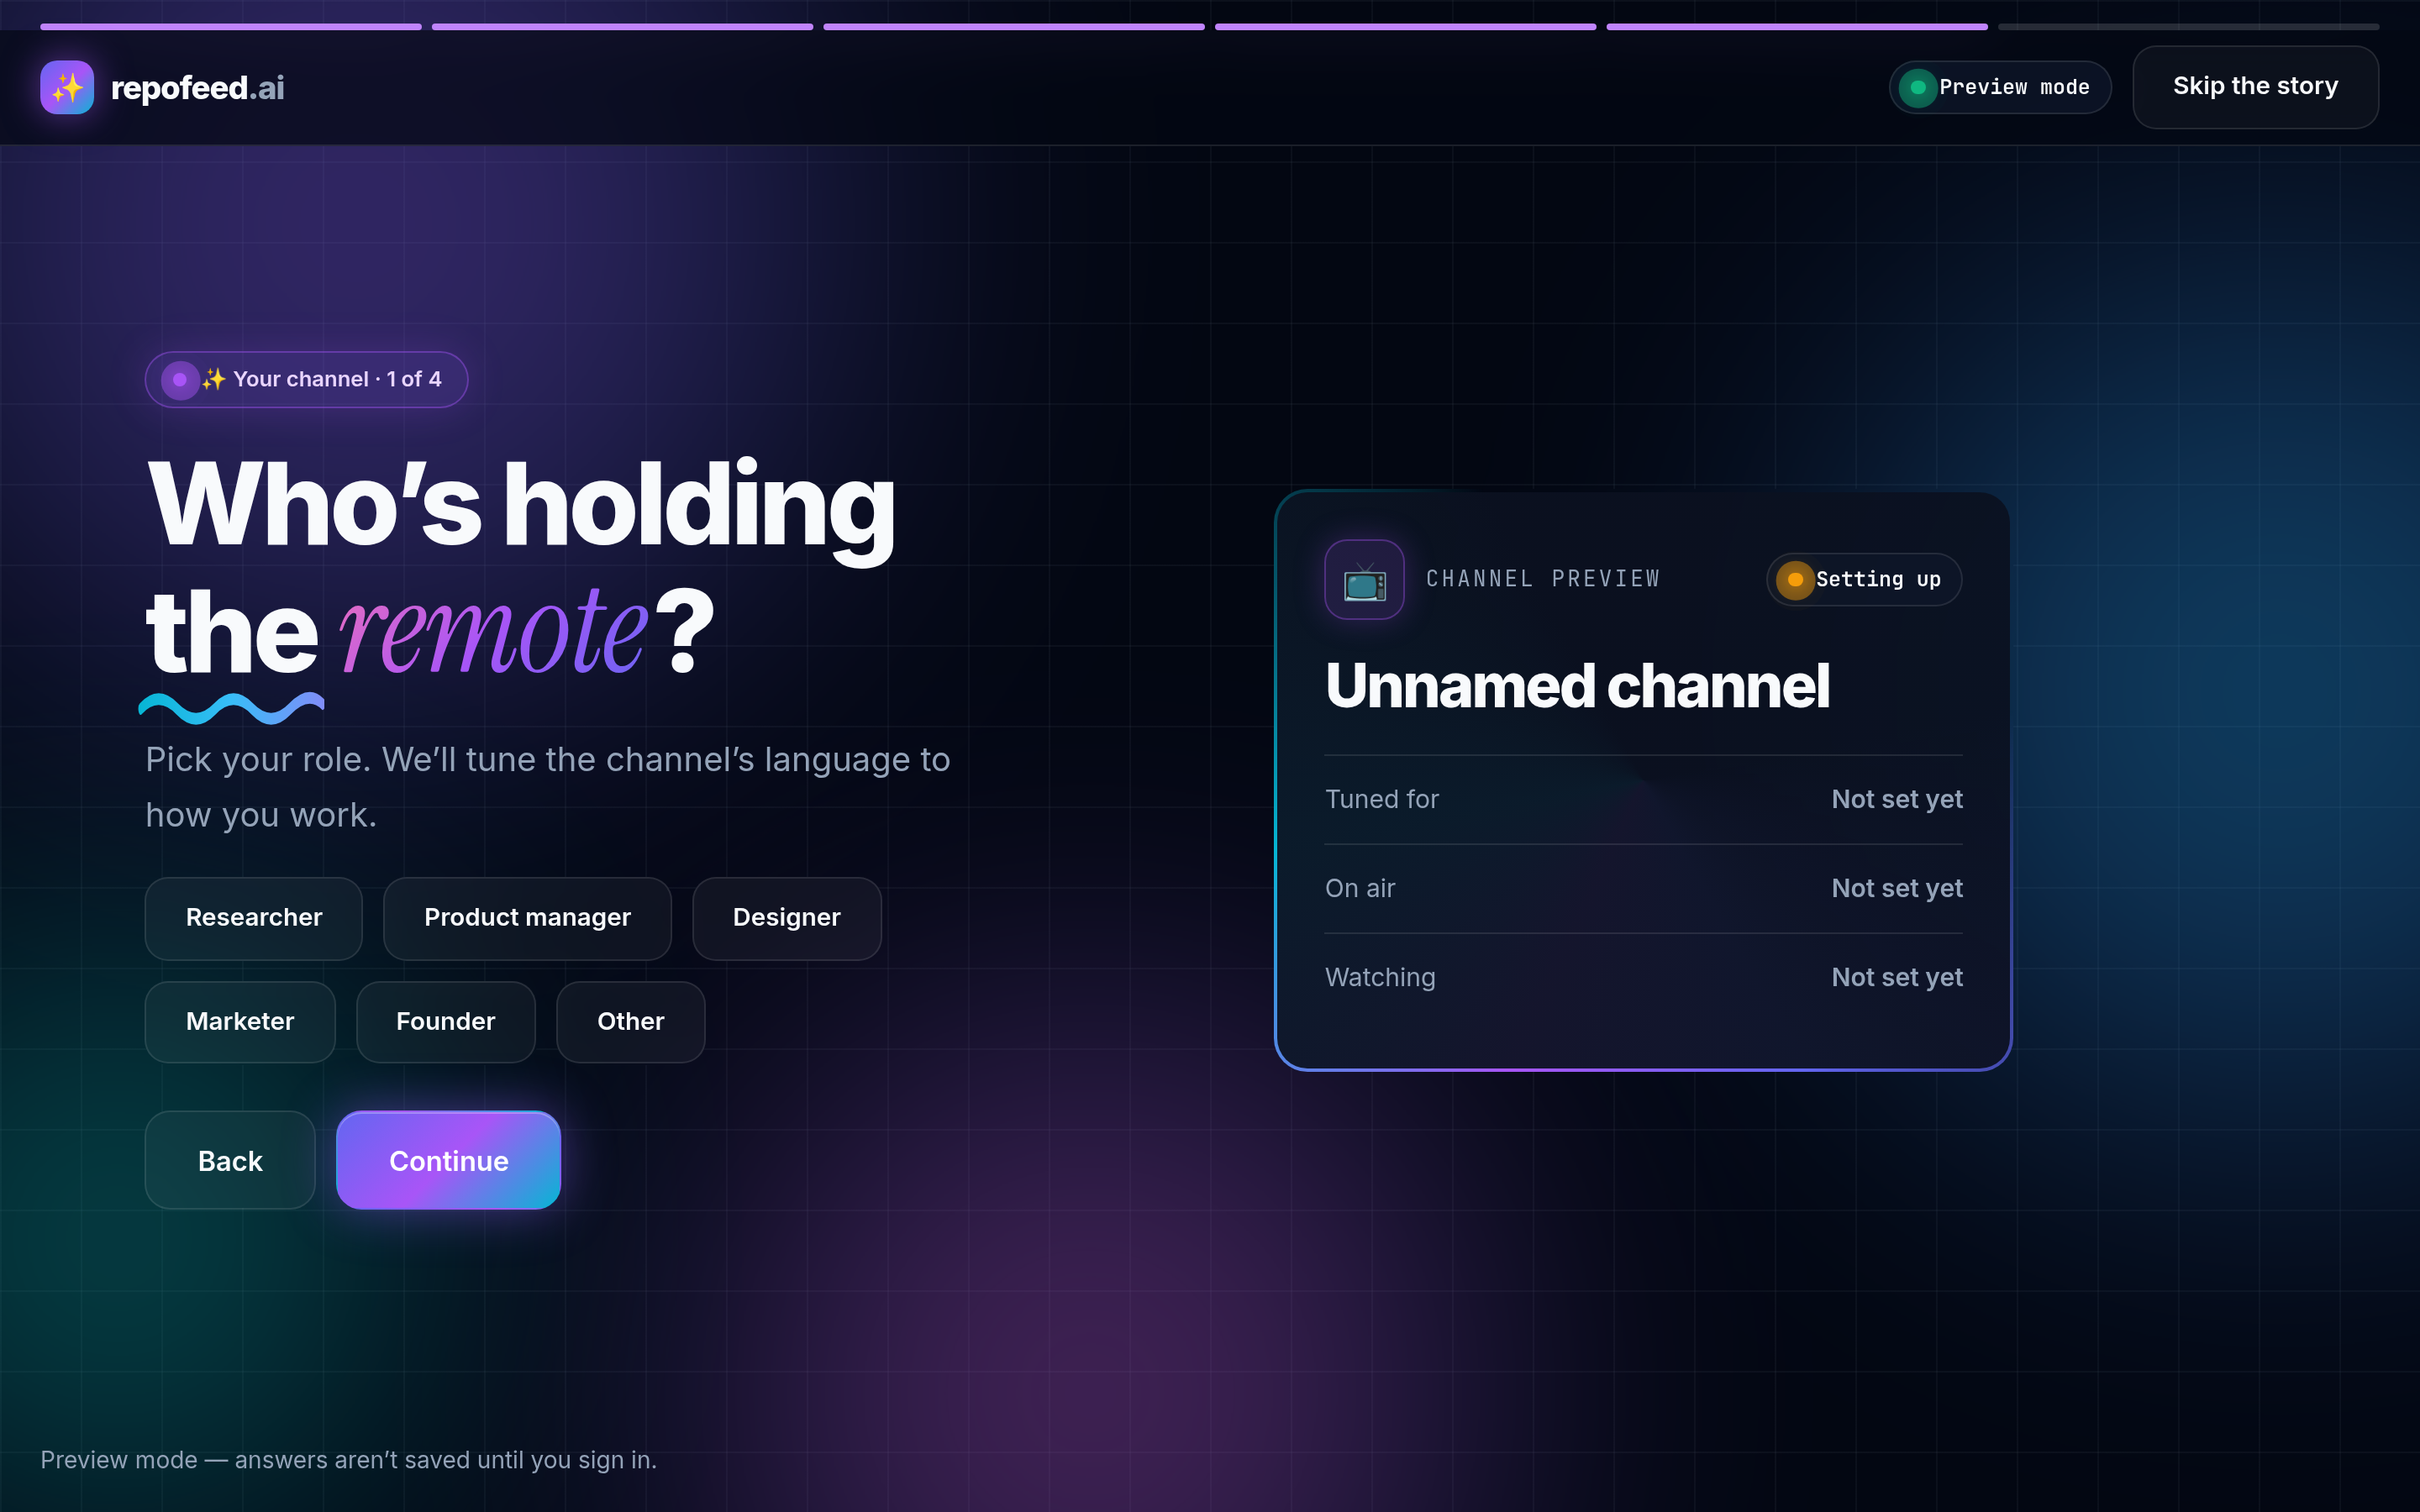 repofeed.ai
Preview mode
Skip the story
✨ Your channel · 1 of 4
Who’s holding
the remote?
Pick your role. We’ll tune the channel’s language to
how you work.
Researcher
Product manager
Designer
Marketer
Founder
Other
Back
Continue
CHANNEL PREVIEW
Setting up
Unnamed channel
Tuned for
Not set yet
On air
Not set yet
Watching
Not set yet
Preview mode — answers aren’t saved until you sign in.